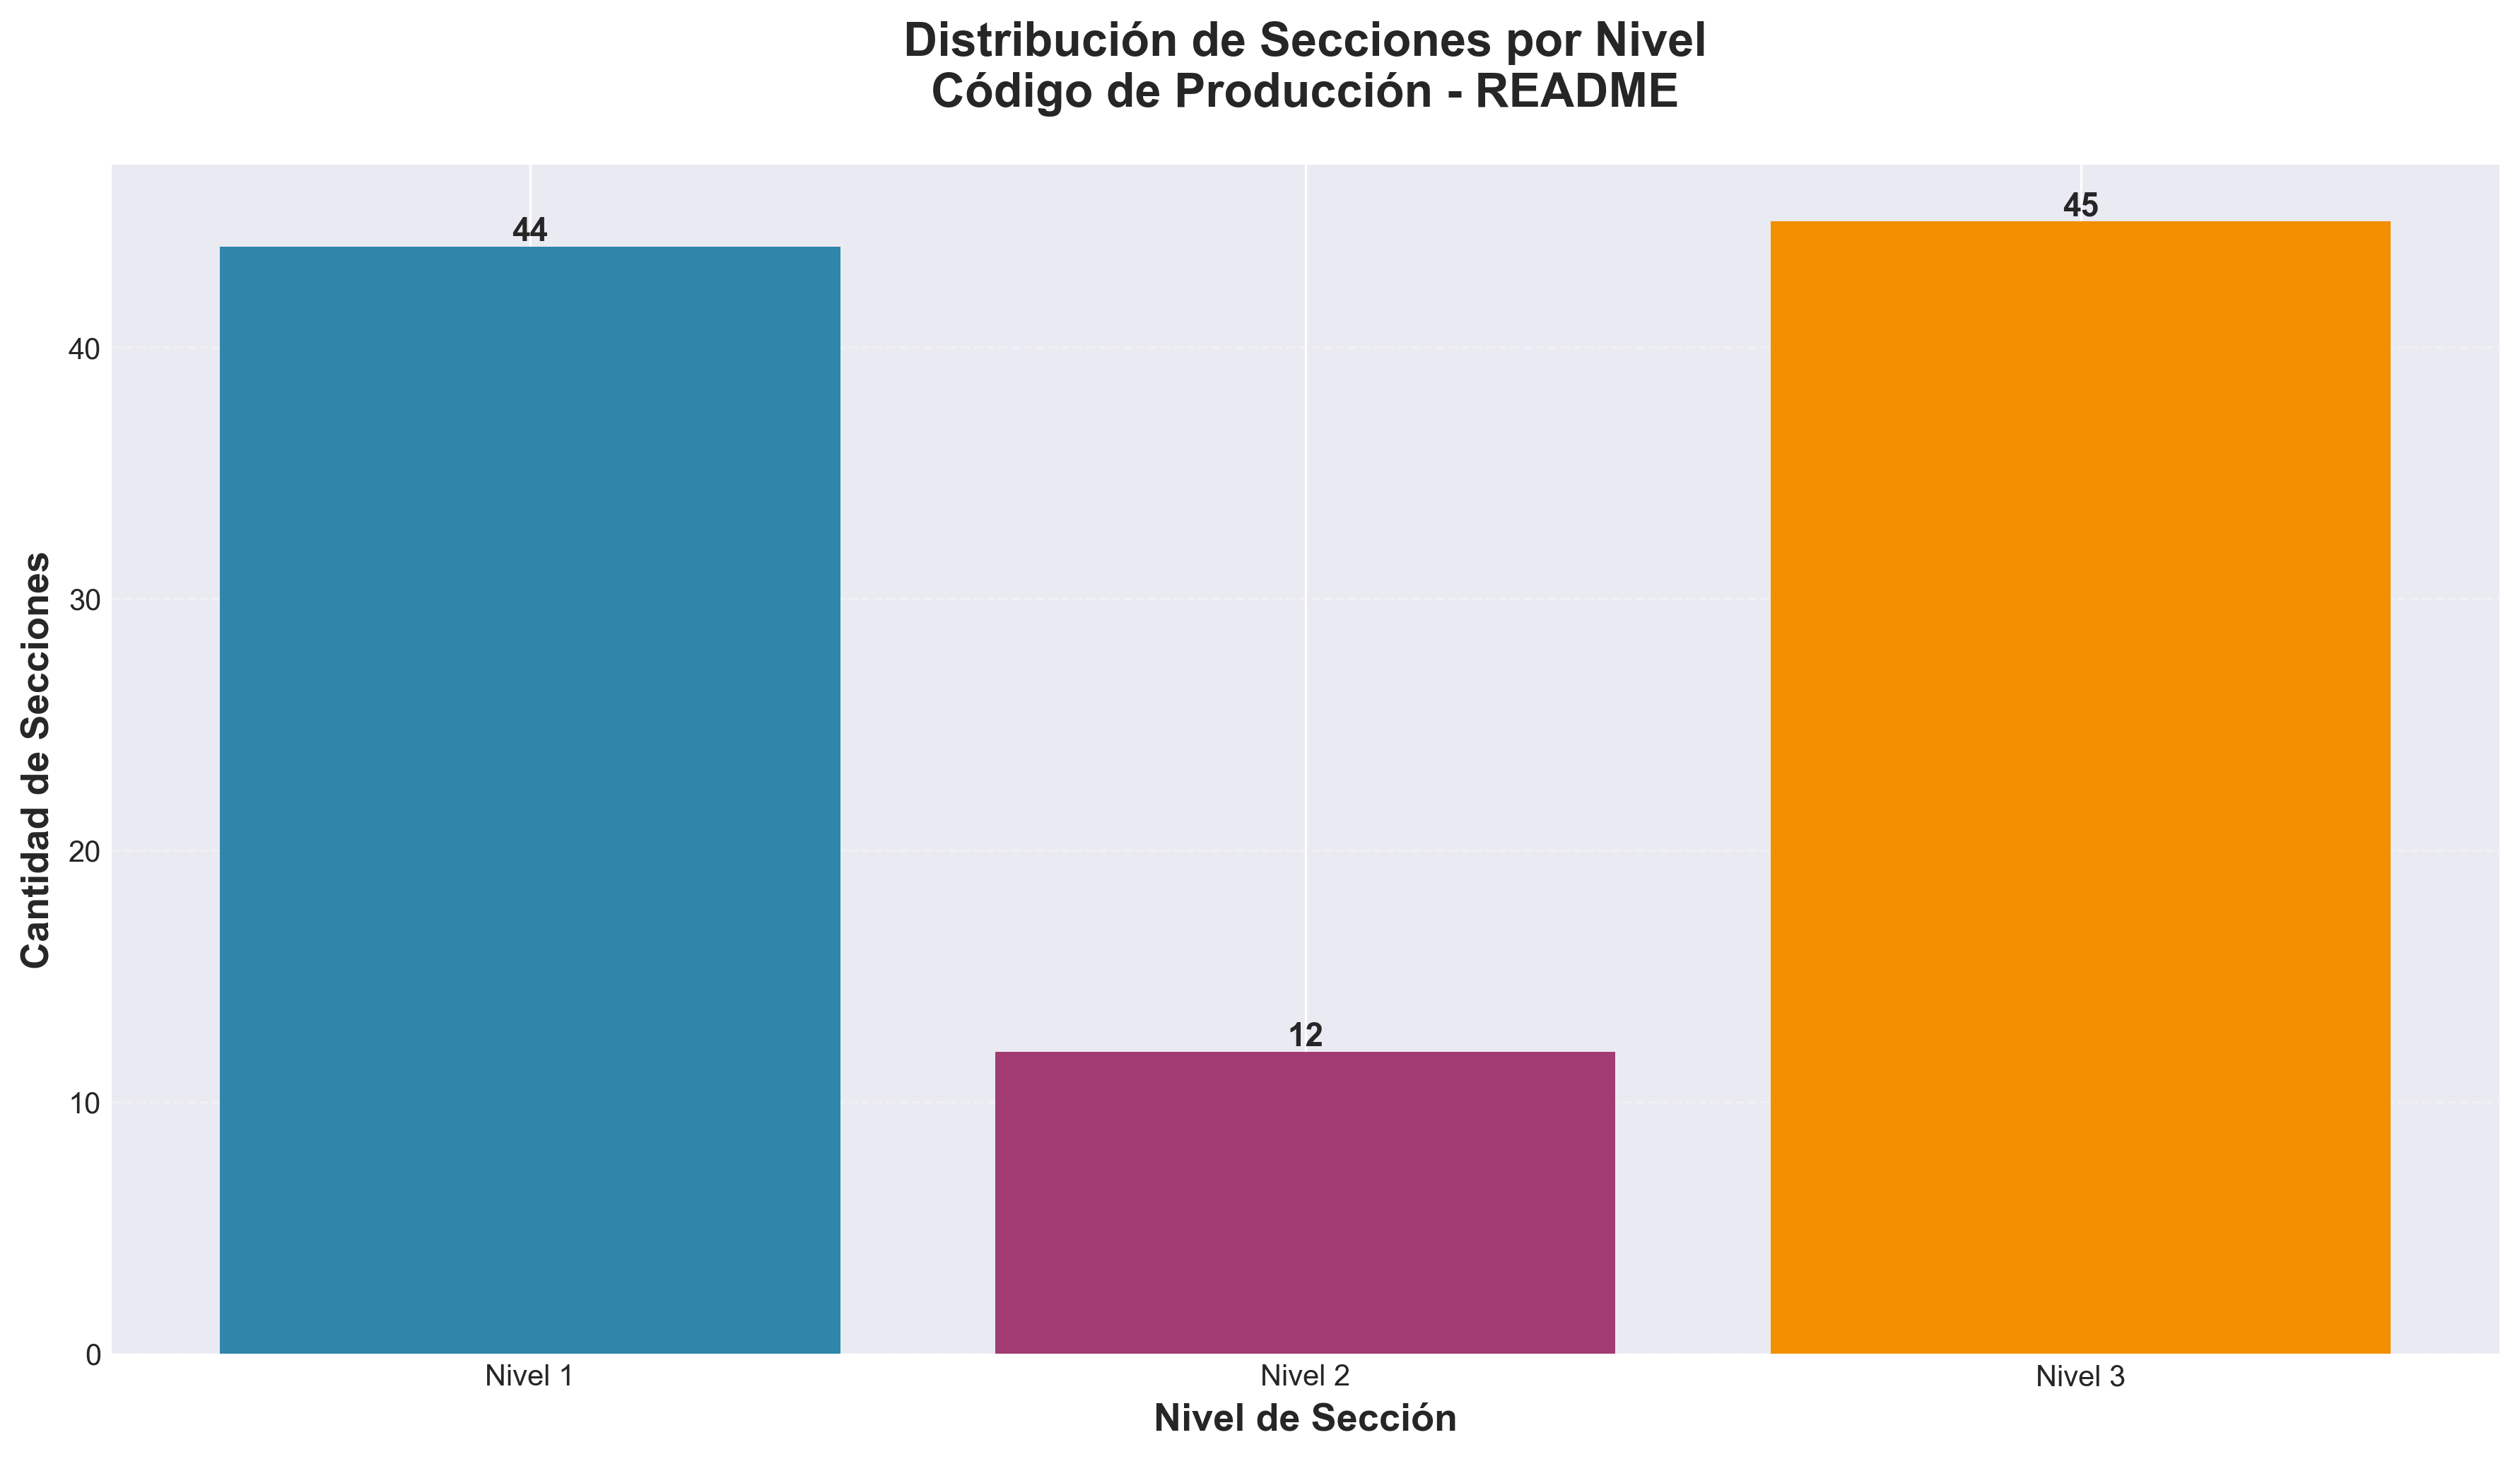 Distribución de Secciones por Nivel
Código de Producción - README
44
45
12
40
30
20
10
0
Cantidad de Secciones
Nivel 1
Nivel 2
Nivel 3
Nivel de Sección